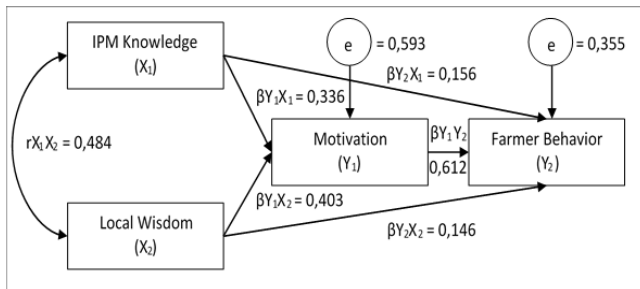 IPM Knowledge
(X₁)
e = 0,593
e = 0,355
βY₂X₁ = 0,156
βY₁X₁ = 0,336
rX₁X₂ = 0,484
Motivation
(Y₁)
βY₁Y₂
0,612
Farmer Behavior
(Y₂)
βY₁X₂ = 0,403
Local Wisdom
(X₂)
βY₂X₂ = 0,146